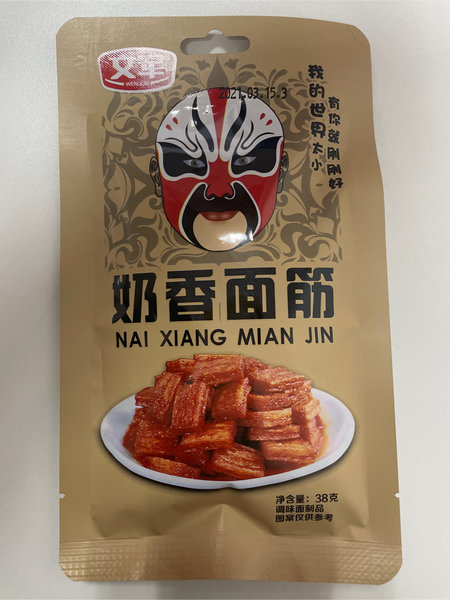 2021.03.15.3
我的世界太小
有你就刚刚好
奶香面筋
NAI XIANG MIAN JIN
净含量：38克
调味面制品
图案仅供参考